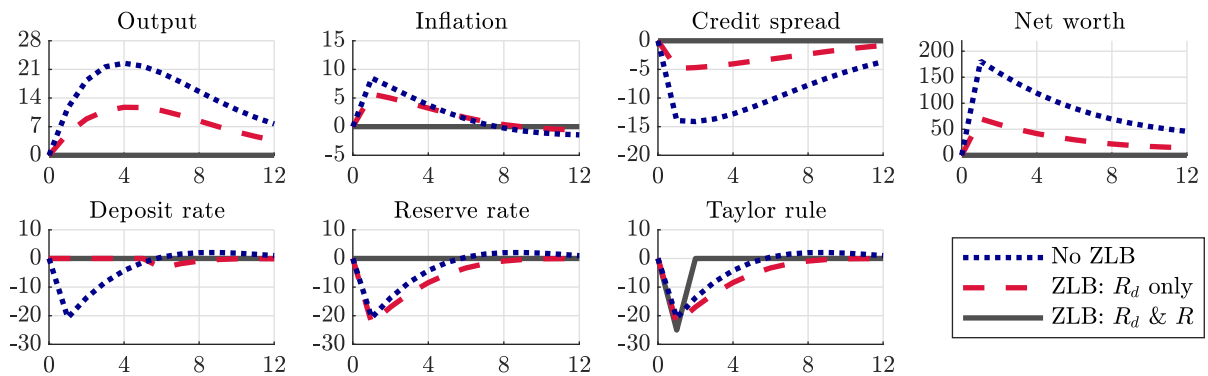 Output
Inflation
Credit spread
Net worth
28
21
14
7
0
0 4 8 12
15
10
5
0
-5
0 4 8 12
0
-5
-10
-15
-20
0 4 8 12
200
150
100
50
0
0 4 8 12
Deposit rate
Reserve rate
Taylor rule
10
0
-10
-20
-30
0 4 8 12
10
0
-10
-20
-30
0 4 8 12
10
0
-10
-20
-30
0 4 8 12
No ZLB
ZLB: R_d only
ZLB: R_d & R